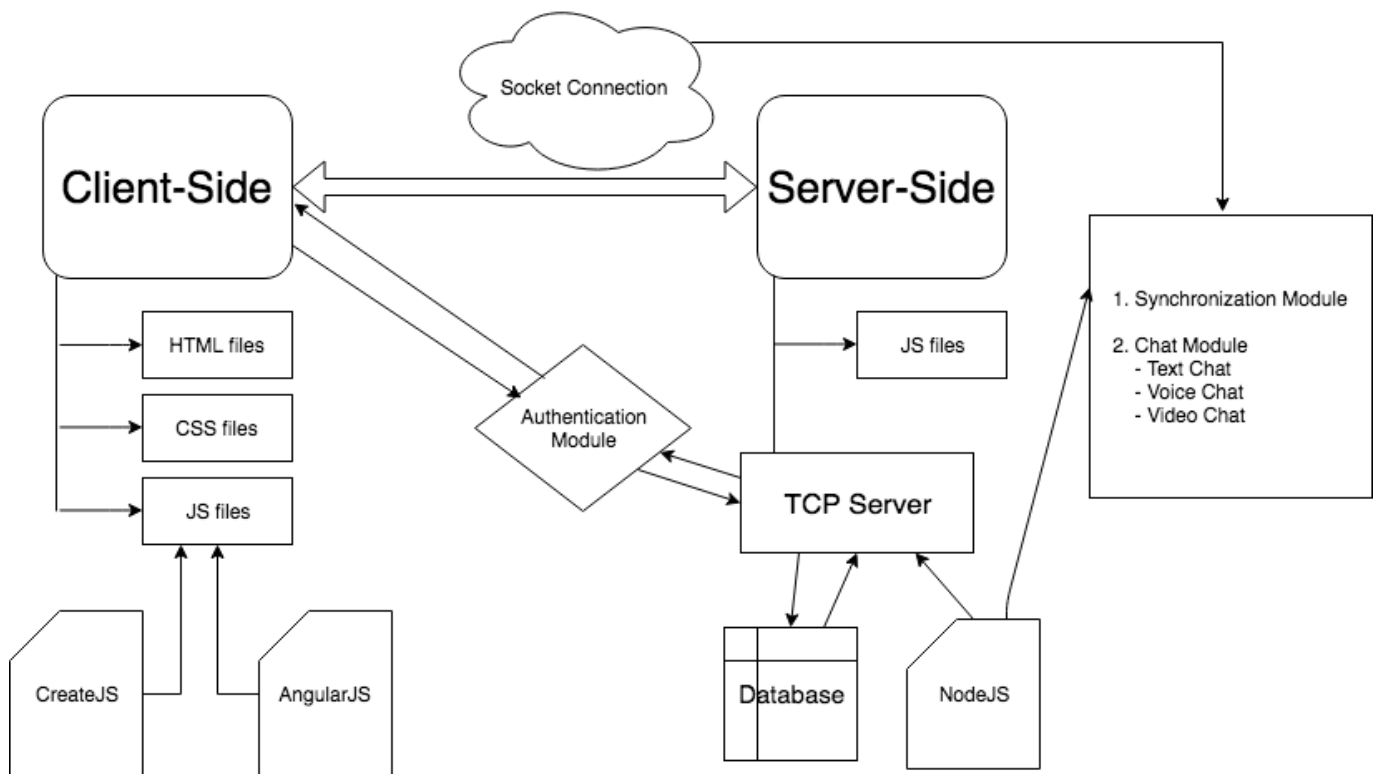 Socket Connection
Client-Side
Server-Side
1. Synchronization Module
2. Chat Module
- Text Chat
- Voice Chat
- Video Chat
HTML files
JS files
CSS files
Authentication
Module
JS files
TCP Server
CreateJS
AngularJS
Database
NodeJS